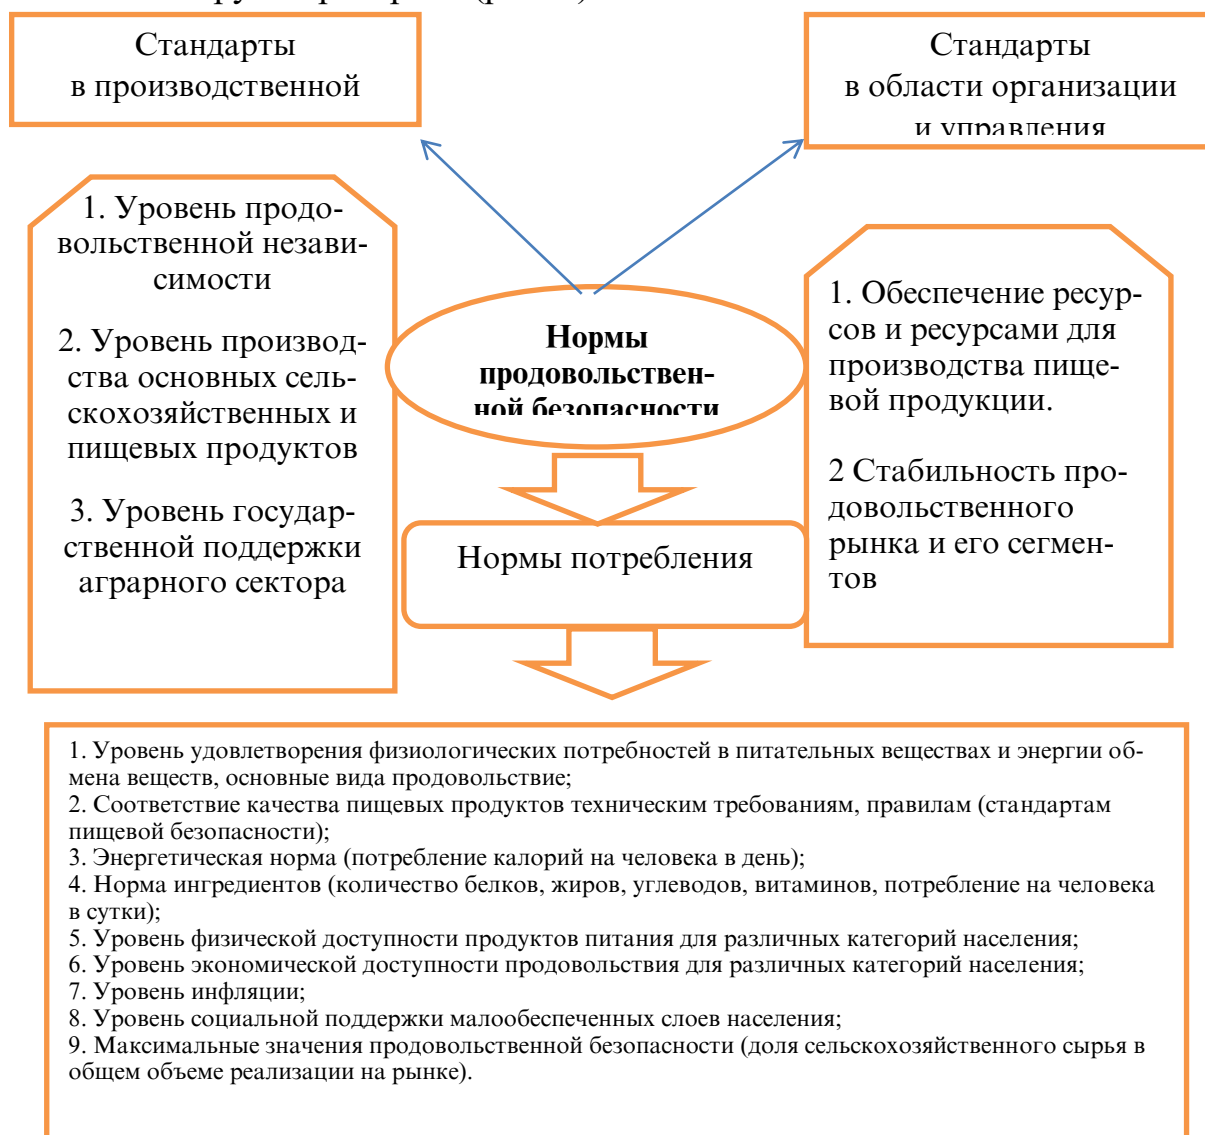 Стандарты
в производственной
Стандарты
в области организации
и управления
1. Уровень продо-
вольственной незави-
симости
2. Уровень производ-
ства основных сель-
скохозяйственных и
пищевых продуктов
3. Уровень государ-
ственной поддержки
аграрного сектора
Нормы
продовольствен-
ной безопасности
1. Обеспечение ресур-
сов и ресурсами для
производства пище-
вой продукции.
2 Стабильность про-
довольственного
рынка и его сегмен-
тов
Нормы потребления
1. Уровень удовлетворения физиологических потребностей в питательных веществах и энергии об-
мена веществ, основные вида продовольствие;
2. Соответствие качества пищевых продуктов техническим требованиям, правилам (стандартам
пищевой безопасности);
3. Энергетическая норма (потребление калорий на человека в день);
4. Норма ингредиентов (количество белков, жиров, углеводов, витаминов, потребление на человека
в сутки);
5. Уровень физической доступности продуктов питания для различных категорий населения;
6. Уровень экономической доступности продовольствия для различных категорий населения;
7. Уровень инфляции;
8. Уровень социальной поддержки малообеспеченных слоев населения;
9. Максимальные значения продовольственной безопасности (доля сельскохозяйственного сырья в
общем объеме реализации на рынке).